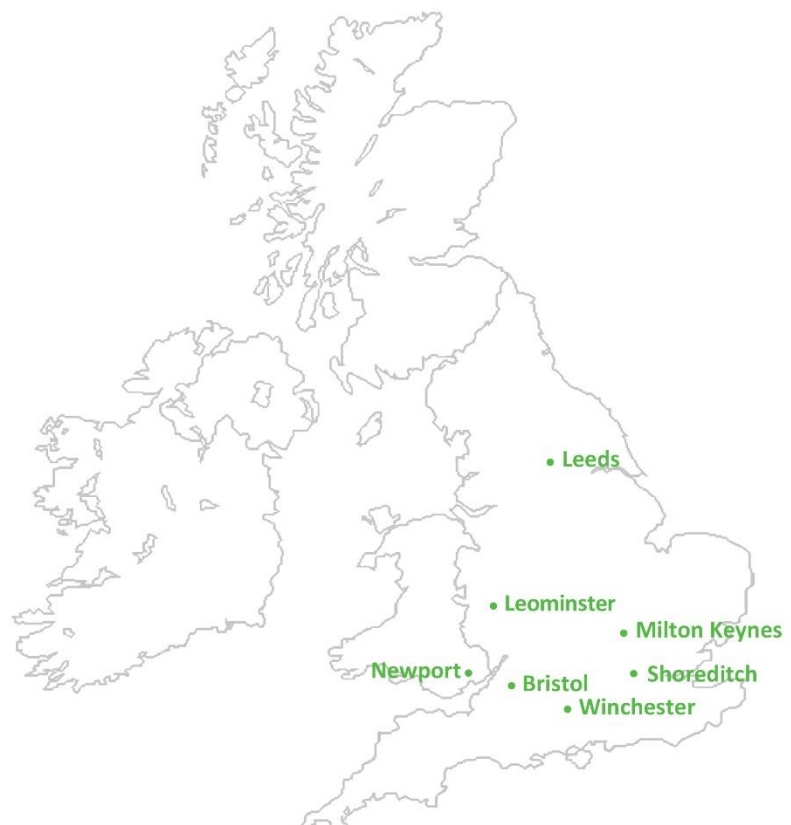 Leeds
Leominster
Milton Keynes
Newport
Shoreditch
Bristol
Winchester